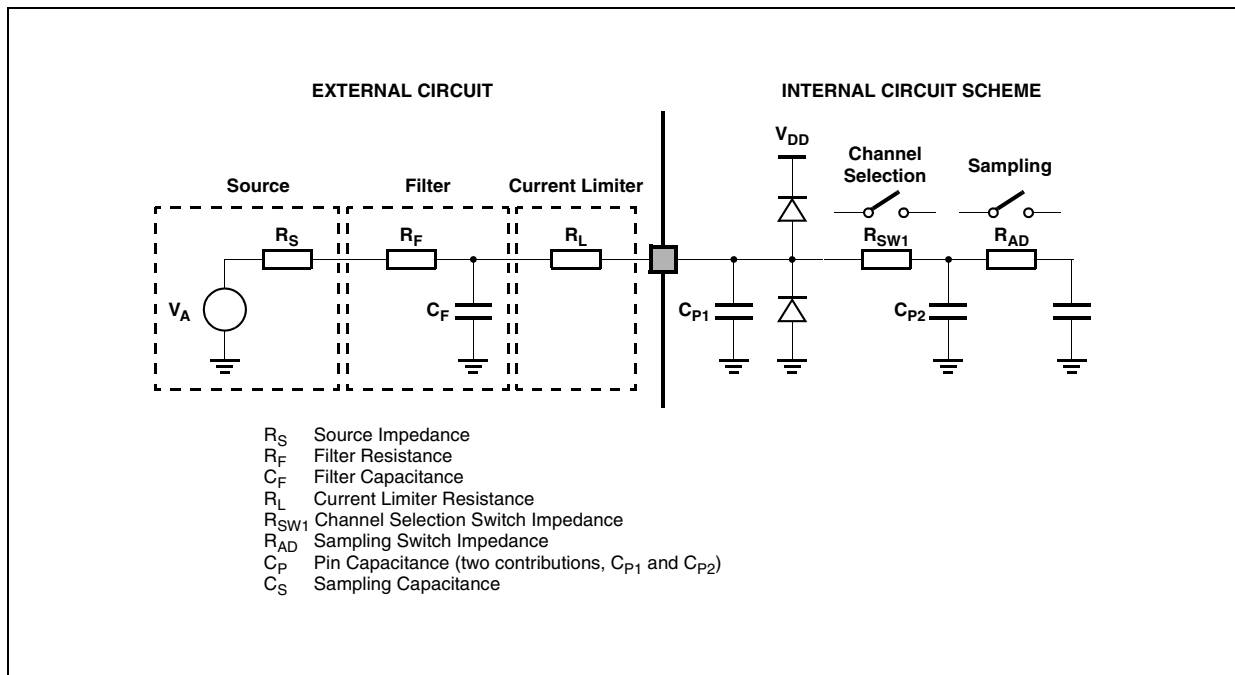 EXTERNAL CIRCUIT
INTERNAL CIRCUIT SCHEME
VDD
Channel
Selection
Sampling
Source
Filter
Current Limiter
RS
RF
RL
RSW1
RAD
VA
CF
CP1
CP2
RS Source Impedance
RF Filter Resistance
CF Filter Capacitance
RL Current Limiter Resistance
RSW1 Channel Selection Switch Impedance
RAD Sampling Switch Impedance
CP Pin Capacitance (two contributions, CP1 and CP2)
CS Sampling Capacitance